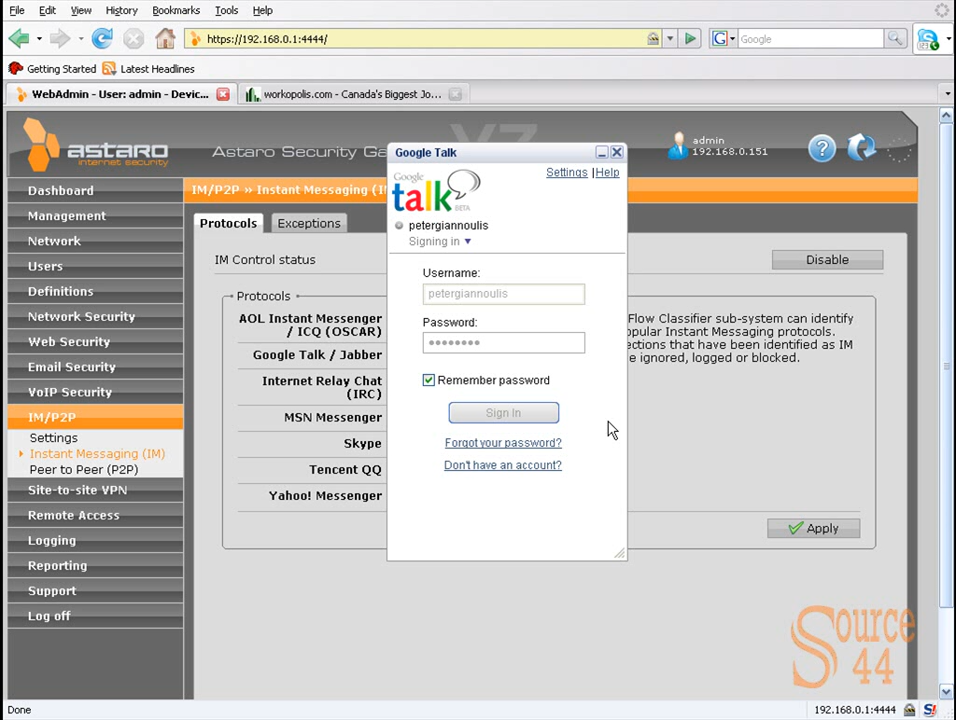 File Edit View History Bookmarks Tools Help
https://192.168.0.1:4444/
Google
Getting Started Latest Headlines
WebAdmin - User: admin - Devic...
workopolis.com - Canada's Biggest Jo...
astaro
internet security
Astaro Security Ga
V7
admin
192.168.0.151
Dashboard
Management
Network
Users
Definitions
Network Security
Web Security
Email Security
VoIP Security
IM/P2P
Settings
Instant Messaging (IM)
Peer to Peer (P2P)
Site-to-site VPN
Remote Access
Logging
Reporting
Support
Log off
IM/P2P >> Instant Messaging (I
Protocols Exceptions
IM Control status
Disable
Protocols
AOL Instant Messenger
/ ICQ (OSCAR)
Google Talk / Jabber
Internet Relay Chat
(IRC)
MSN Messenger
Skype
Tencent QQ
Yahoo! Messenger
Flow Classifier sub-system can identify
opular Instant Messaging protocols.
ections that have been identified as IM
e ignored, logged or blocked.
Apply
Google Talk
Settings | Help
Google
talk
BETA
petergiannoulis
Signing in
Username:
petergiannoulis
Password:
Remember password
Sign In
Forgot your password?
Don't have an account?
Source
44
Done
192.168.0.1:4444